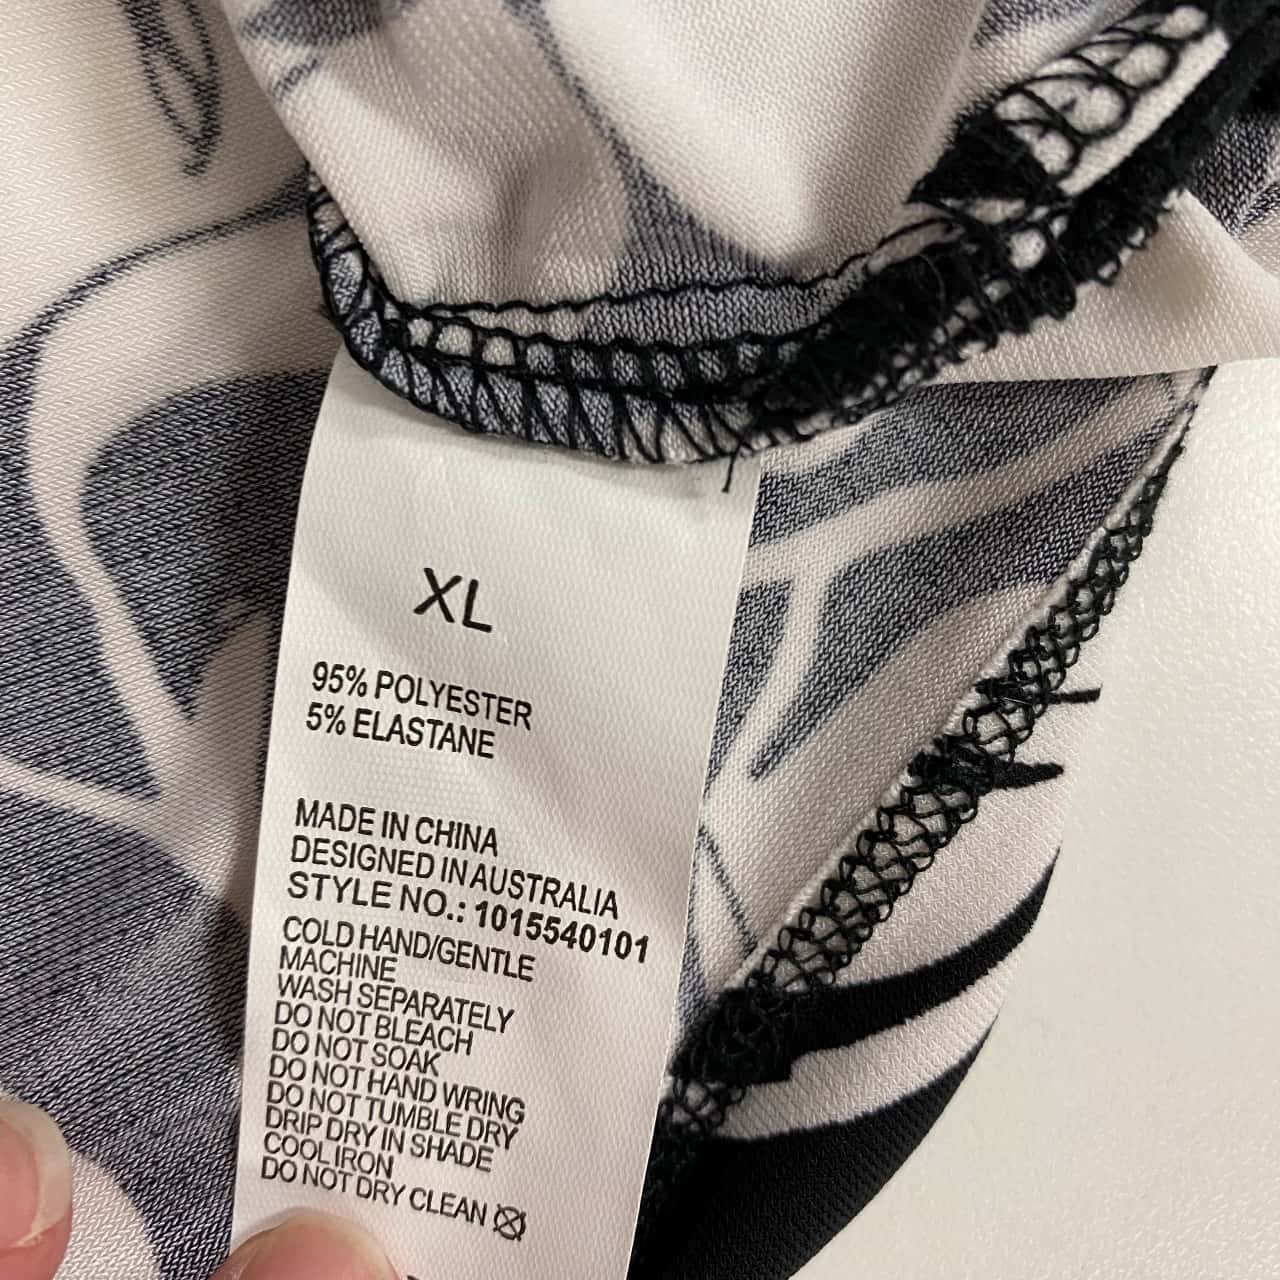 XL
95% POLYESTER
5% ELASTANE
MADE IN CHINA
DESIGNED IN AUSTRALIA
STYLE NO.: 1015540101
COLD HAND/GENTLE
MACHINE
WASH SEPARATELY
DO NOT BLEACH
DO NOT SOAK
DO NOT HAND WRING
DO NOT TUMBLE DRY
DRIP DRY IN SHADE
COOL IRON
DO NOT DRY CLEAN